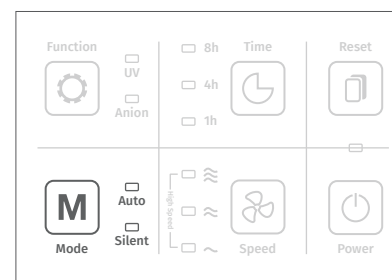 Function
UV
Anion
8h
Time
4h
1h
Reset
M
Auto
Mode
Silent
High Speed
Speed
Power